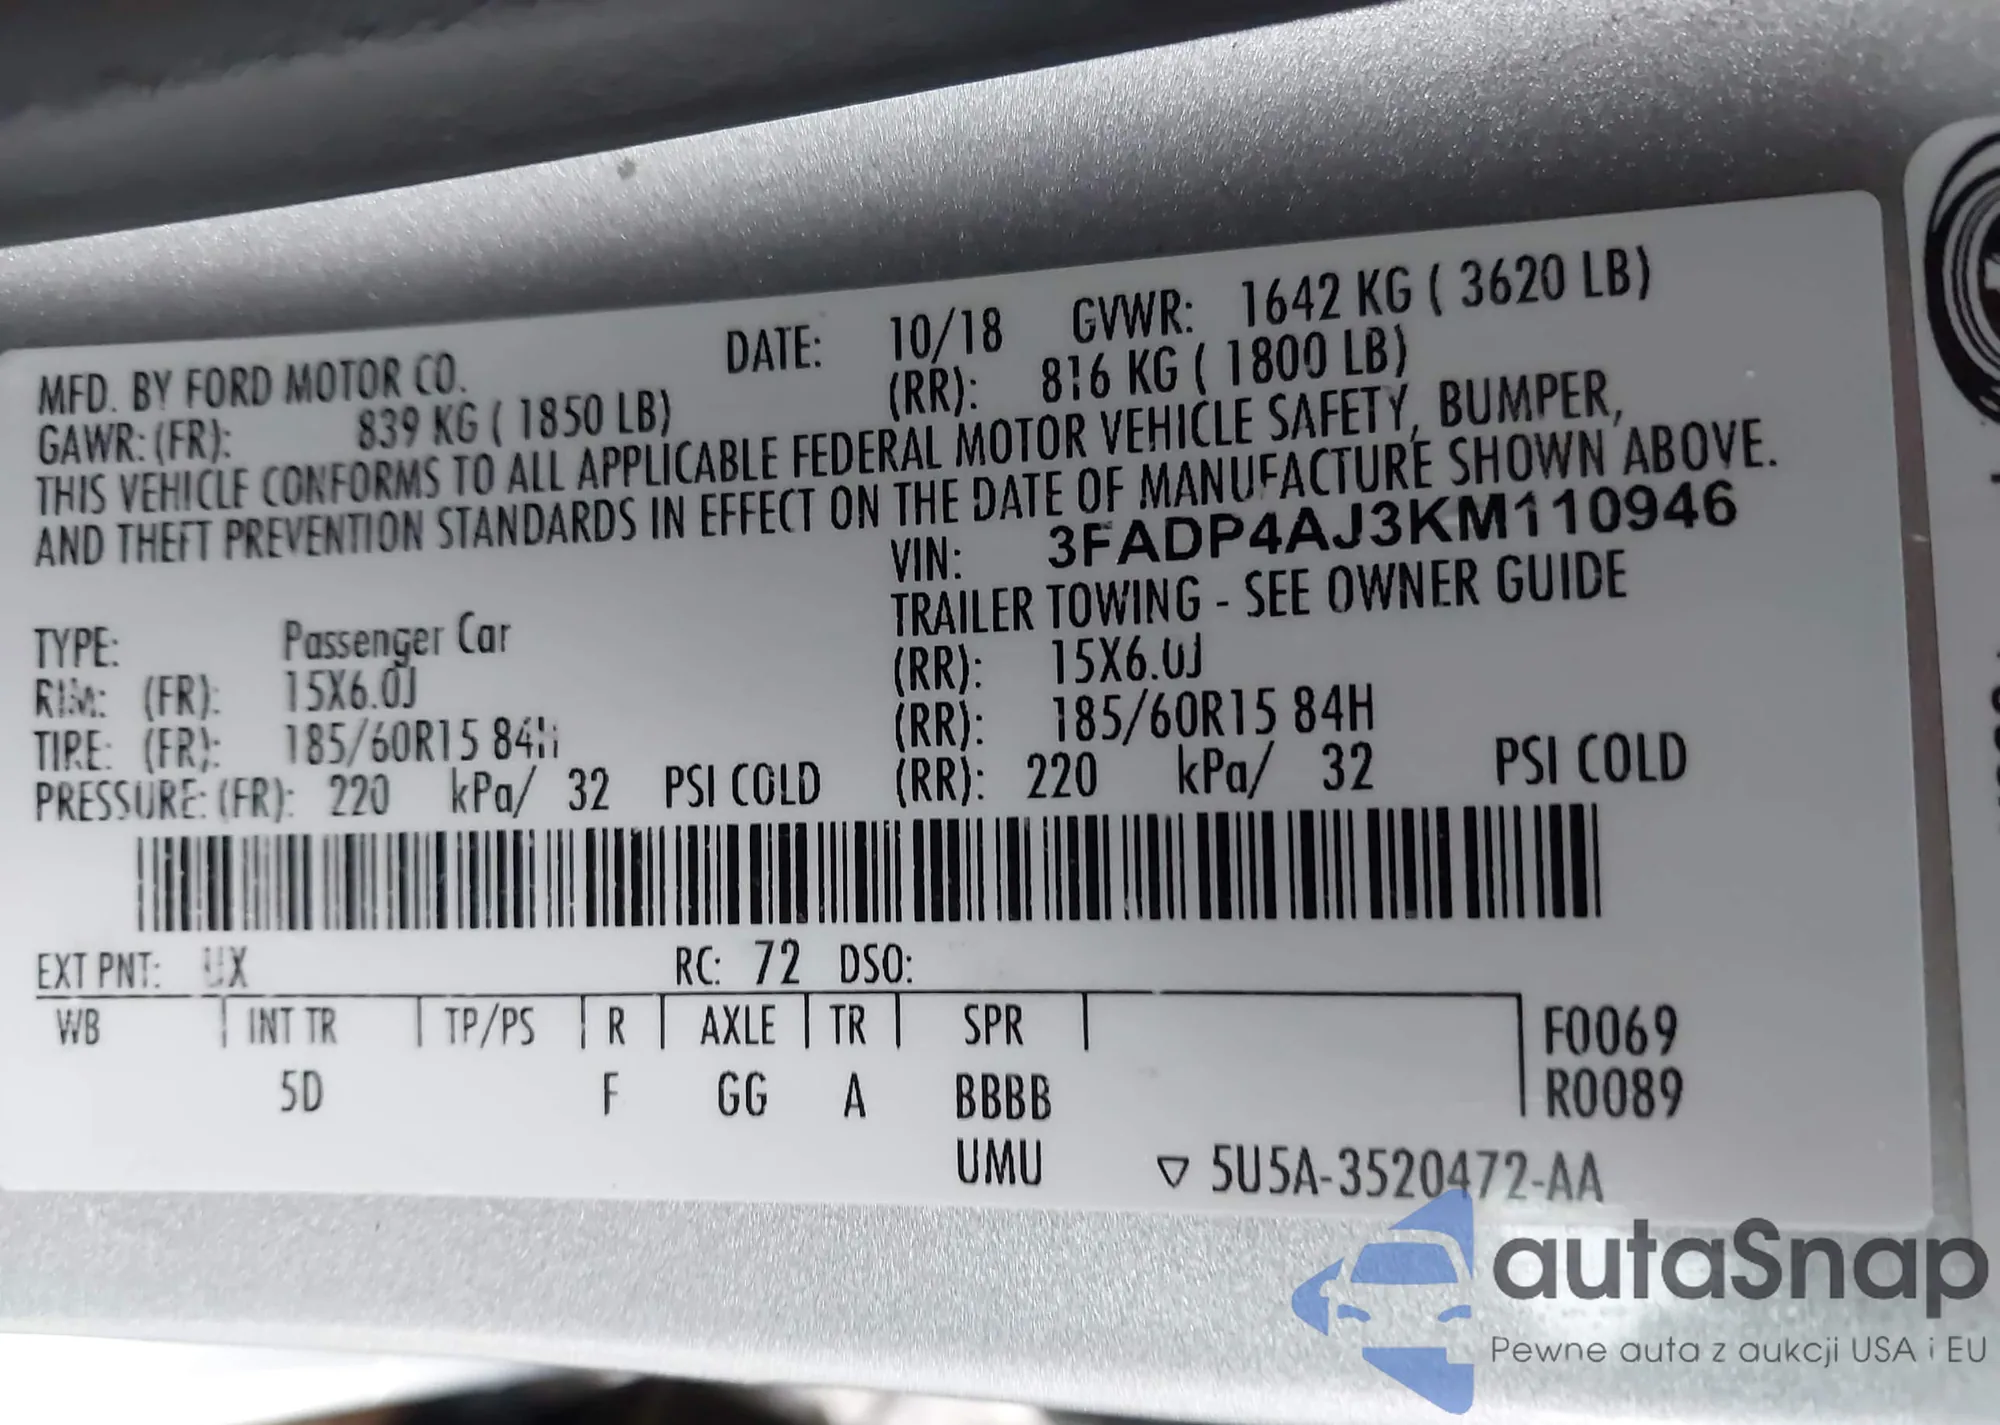 MFD. BY FORD MOTOR CO. DATE: 10/18 GVWR: 1642 KG ( 3620 LB)
GAWR: (FR): 839 KG ( 1850 LB) (RR): 816 KG ( 1800 LB)
THIS VEHICLE CONFORMS TO ALL APPLICABLE FEDERAL MOTOR VEHICLE SAFETY, BUMPER,
AND THEFT PREVENTION STANDARDS IN EFFECT ON THE DATE OF MANUFACTURE SHOWN ABOVE.
VIN: 3FADP4AJ3KM110946
TYPE: Passenger Car TRAILER TOWING - SEE OWNER GUIDE
RIM: (FR): 15X6.0J (RR): 15X6.0J
TIRE: (FR): 185/60R15 84H (RR): 185/60R15 84H
PRESSURE: (FR): 220 kPa/ 32 PSI COLD (RR): 220 kPa/ 32 PSI COLD
EXT PNT: UX RC: 72 DSO:
WB | INT TR | TP/PS | R | AXLE | TR | SPR | F0069
5D F GG A BBBB R0089
UMU ▽ 5U5A-3520472-AA
autaSnap
Pewne auta z aukcji USA i EU